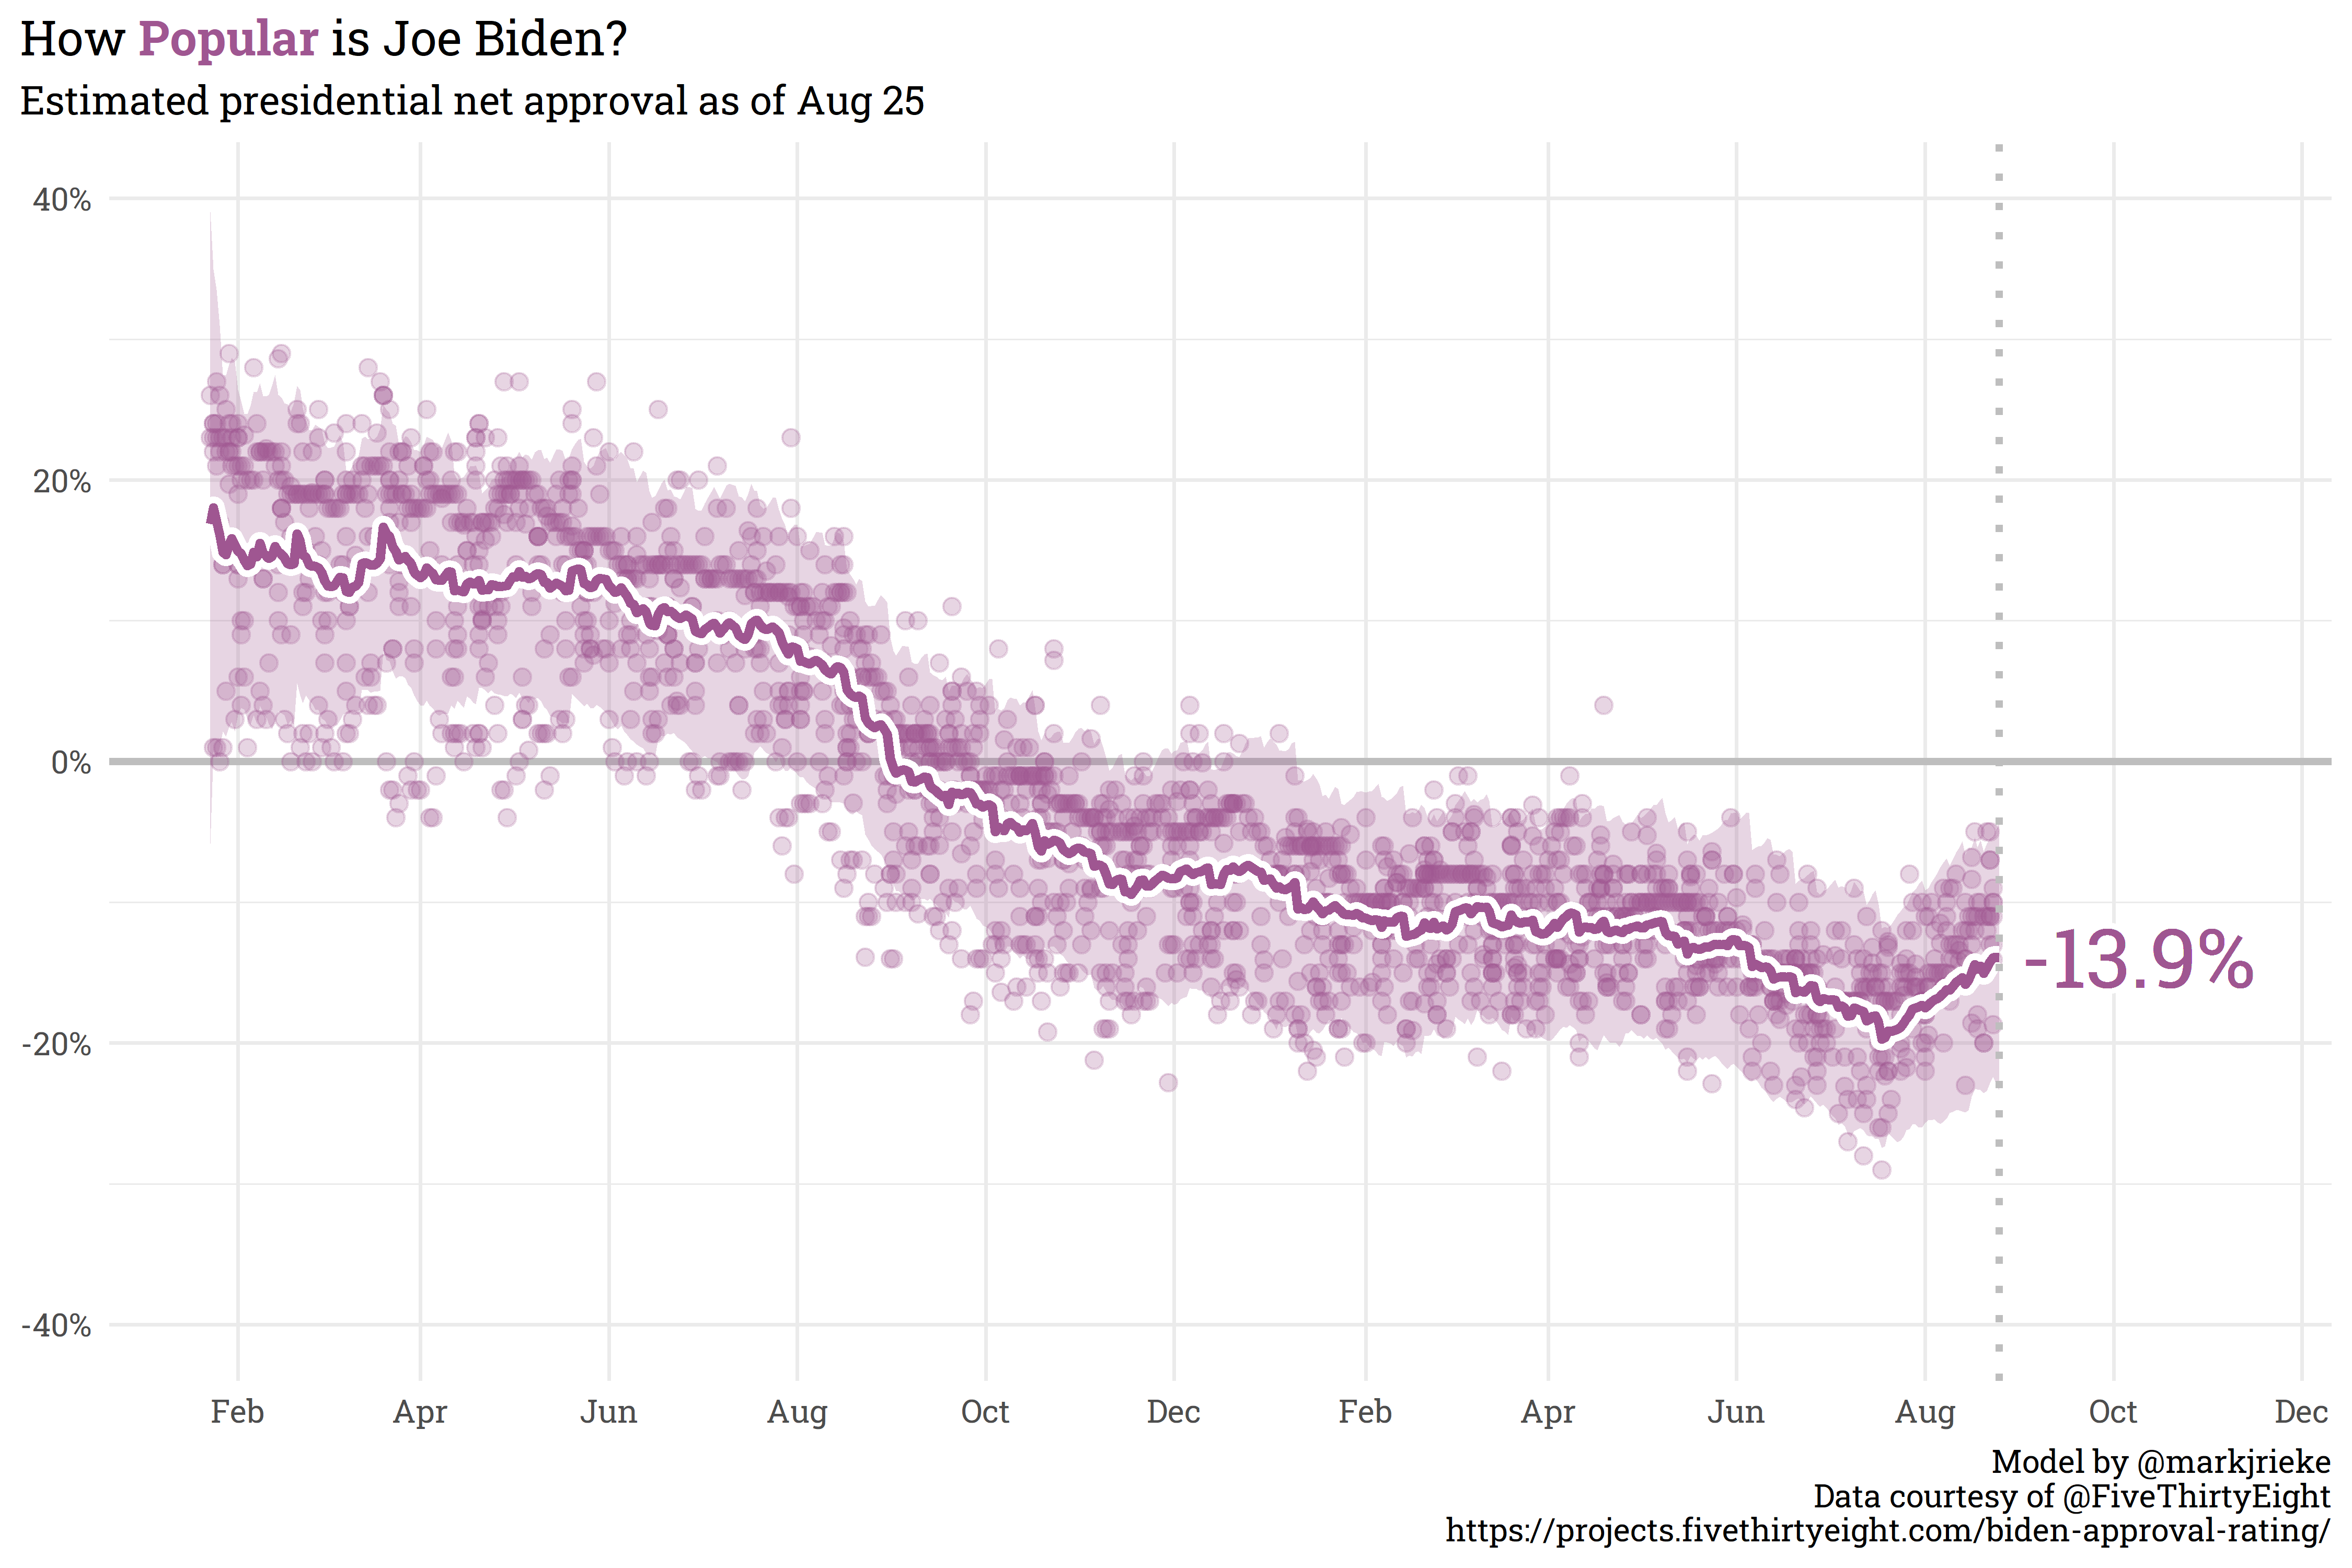 How Popular is Joe Biden?
Estimated presidential net approval as of Aug 25
40%
20%
0%
-20%
-40%
-13.9%
Feb Apr Jun Aug Oct Dec Feb Apr Jun Aug Oct Dec
Model by @markjrieke
Data courtesy of @FiveThirtyEight
https://projects.fivethirtyeight.com/biden-approval-rating/